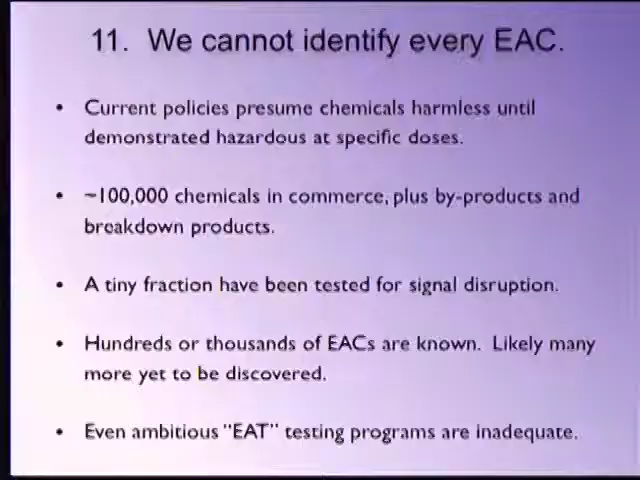 11. We cannot identify every EAC.
• Current policies presume chemicals harmless until
demonstrated hazardous at specific doses.
• ~100,000 chemicals in commerce, plus by-products and
breakdown products.
• A tiny fraction have been tested for signal disruption.
• Hundreds or thousands of EACs are known. Likely many
more yet to be discovered.
• Even ambitious "EAT" testing programs are inadequate.